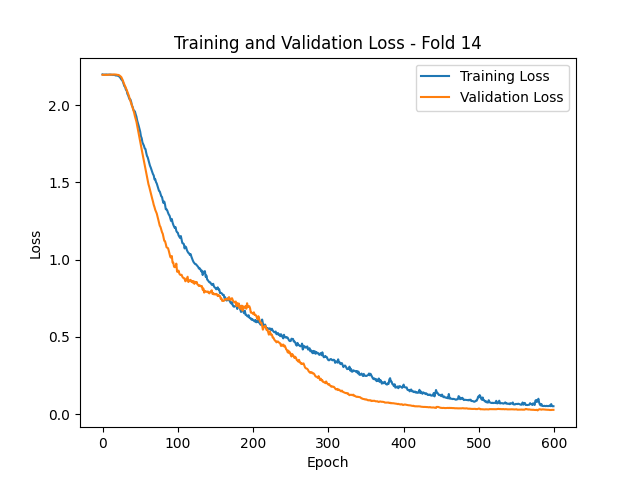 Training and Validation Loss - Fold 14
Training Loss
Validation Loss
Loss
2.0
1.5
1.0
0.5
0.0
0 100 200 300 400 500 600
Epoch